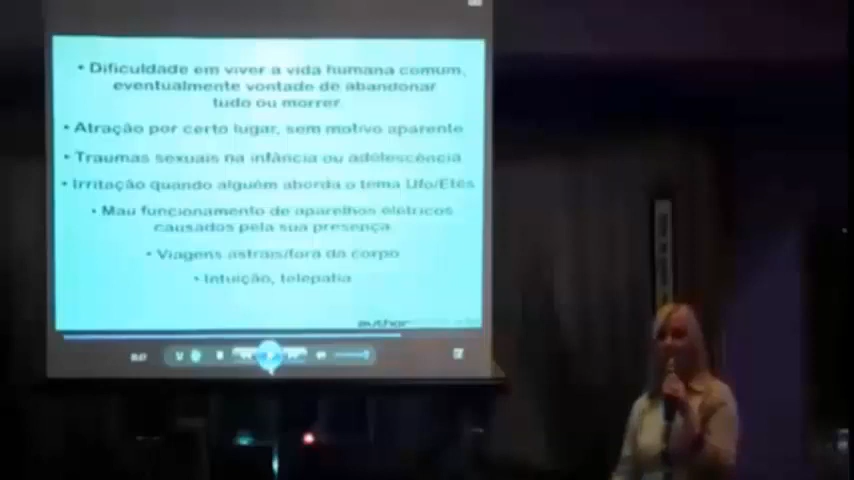 • Dificuldade em viver a vida humana comum,
eventualmente vontade de abandonar
tudo ou morrer
• Atração por certo lugar, sem motivo aparente
• Traumas sexuais na infância ou adolescência
• Irritação quando alguém aborda o tema Ufo/Etês
• Mau funcionamento de aparelhos elétricos
causados pela sua presença.
• Viagens astrais/fora do corpo
• Intuição, telepatia
author